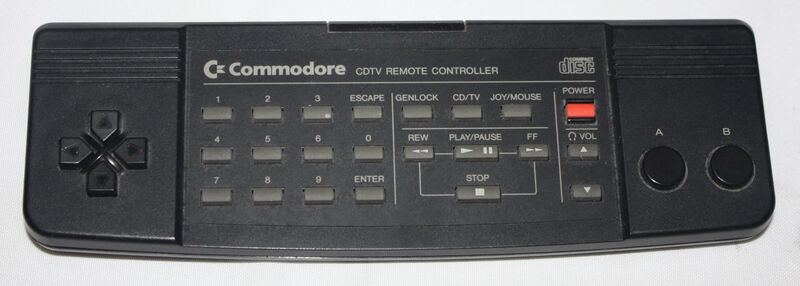 Commodore CDTV REMOTE CONTROLLER
COMPACT
disc
POWER
1 2 3 ESCAPE GENLOCK CD/TV JOY/MOUSE
4 5 6 0 REW PLAY/PAUSE FF VOL
A B
STOP
7 8 9 ENTER